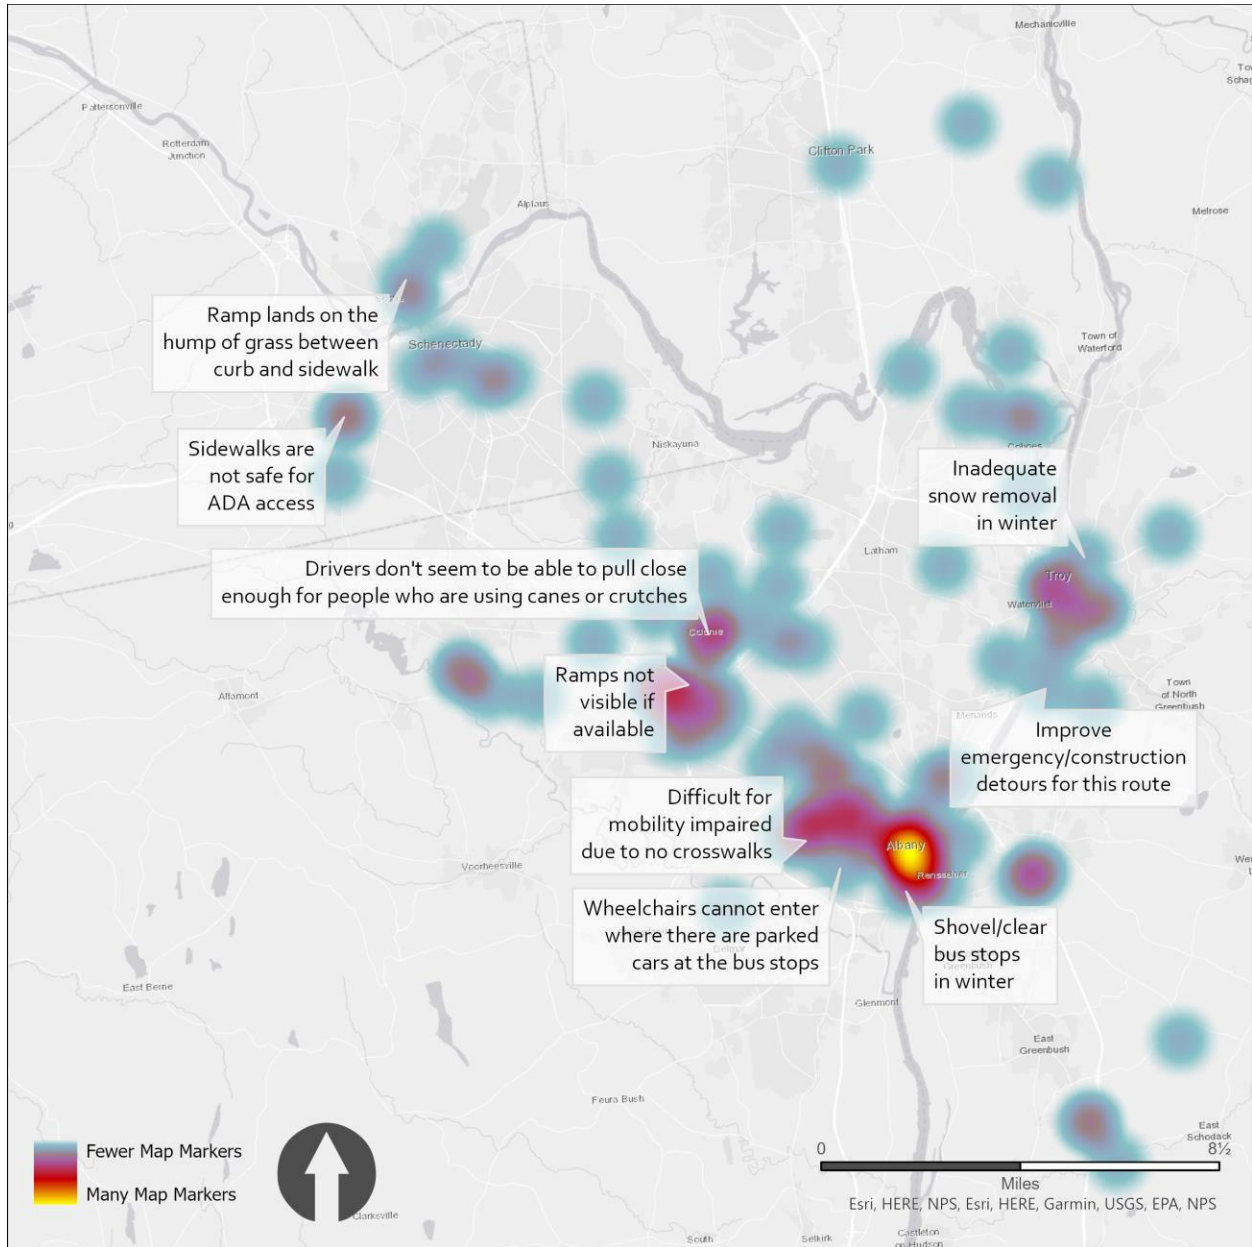 Mechanicville
Pattersonville
Rotterdam
Junction
Clifton Park
Alplaus
Melrose
Ramp lands on the
hump of grass between
curb and sidewalk
Schenectady
Town of
Waterford
Sidewalks are
not safe for
ADA access
Niskayuna
Cohoes
Inadequate
snow removal
in winter
Latham
Drivers don't seem to be able to pull close
enough for people who are using canes or crutches
Troy
Watervliet
Colonie
Ramps not
visible if
available
Altamont
Town
of North
Greenbush
Menands
Improve
emergency/construction
detours for this route
Difficult for
mobility impaired
due to no crosswalks
Albany
Rensselaer
Voorheesville
Wheelchairs cannot enter
where there are parked
cars at the bus stops
Delmar
Shovel/clear
bus stops
in winter
Greenbush
East Berne
Glenmont
East
Greenbush
Feura Bush
East
Schodack
Fewer Map Markers
Many Map Markers
0 8½
Miles
Esri, HERE, NPS, Esri, HERE, Garmin, USGS, EPA, NPS
Clarksville
South
Selkirk
Castleton
on-Hudson